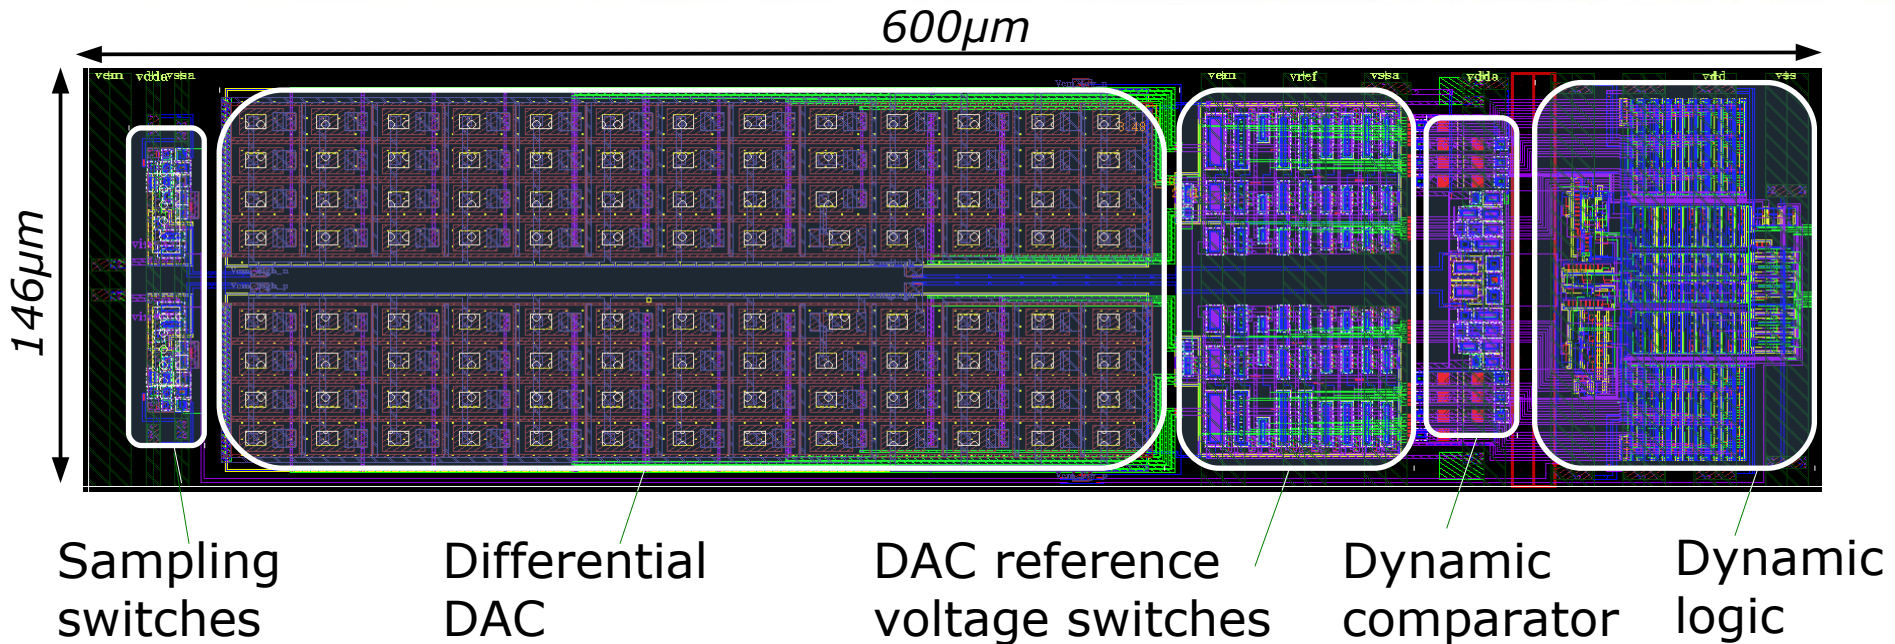 600µm
146µm
vcm vdda vssa
vcm vref vssa vdda vdd vss
Sampling
switches
Differential
DAC
DAC reference
voltage switches
Dynamic
comparator
Dynamic
logic